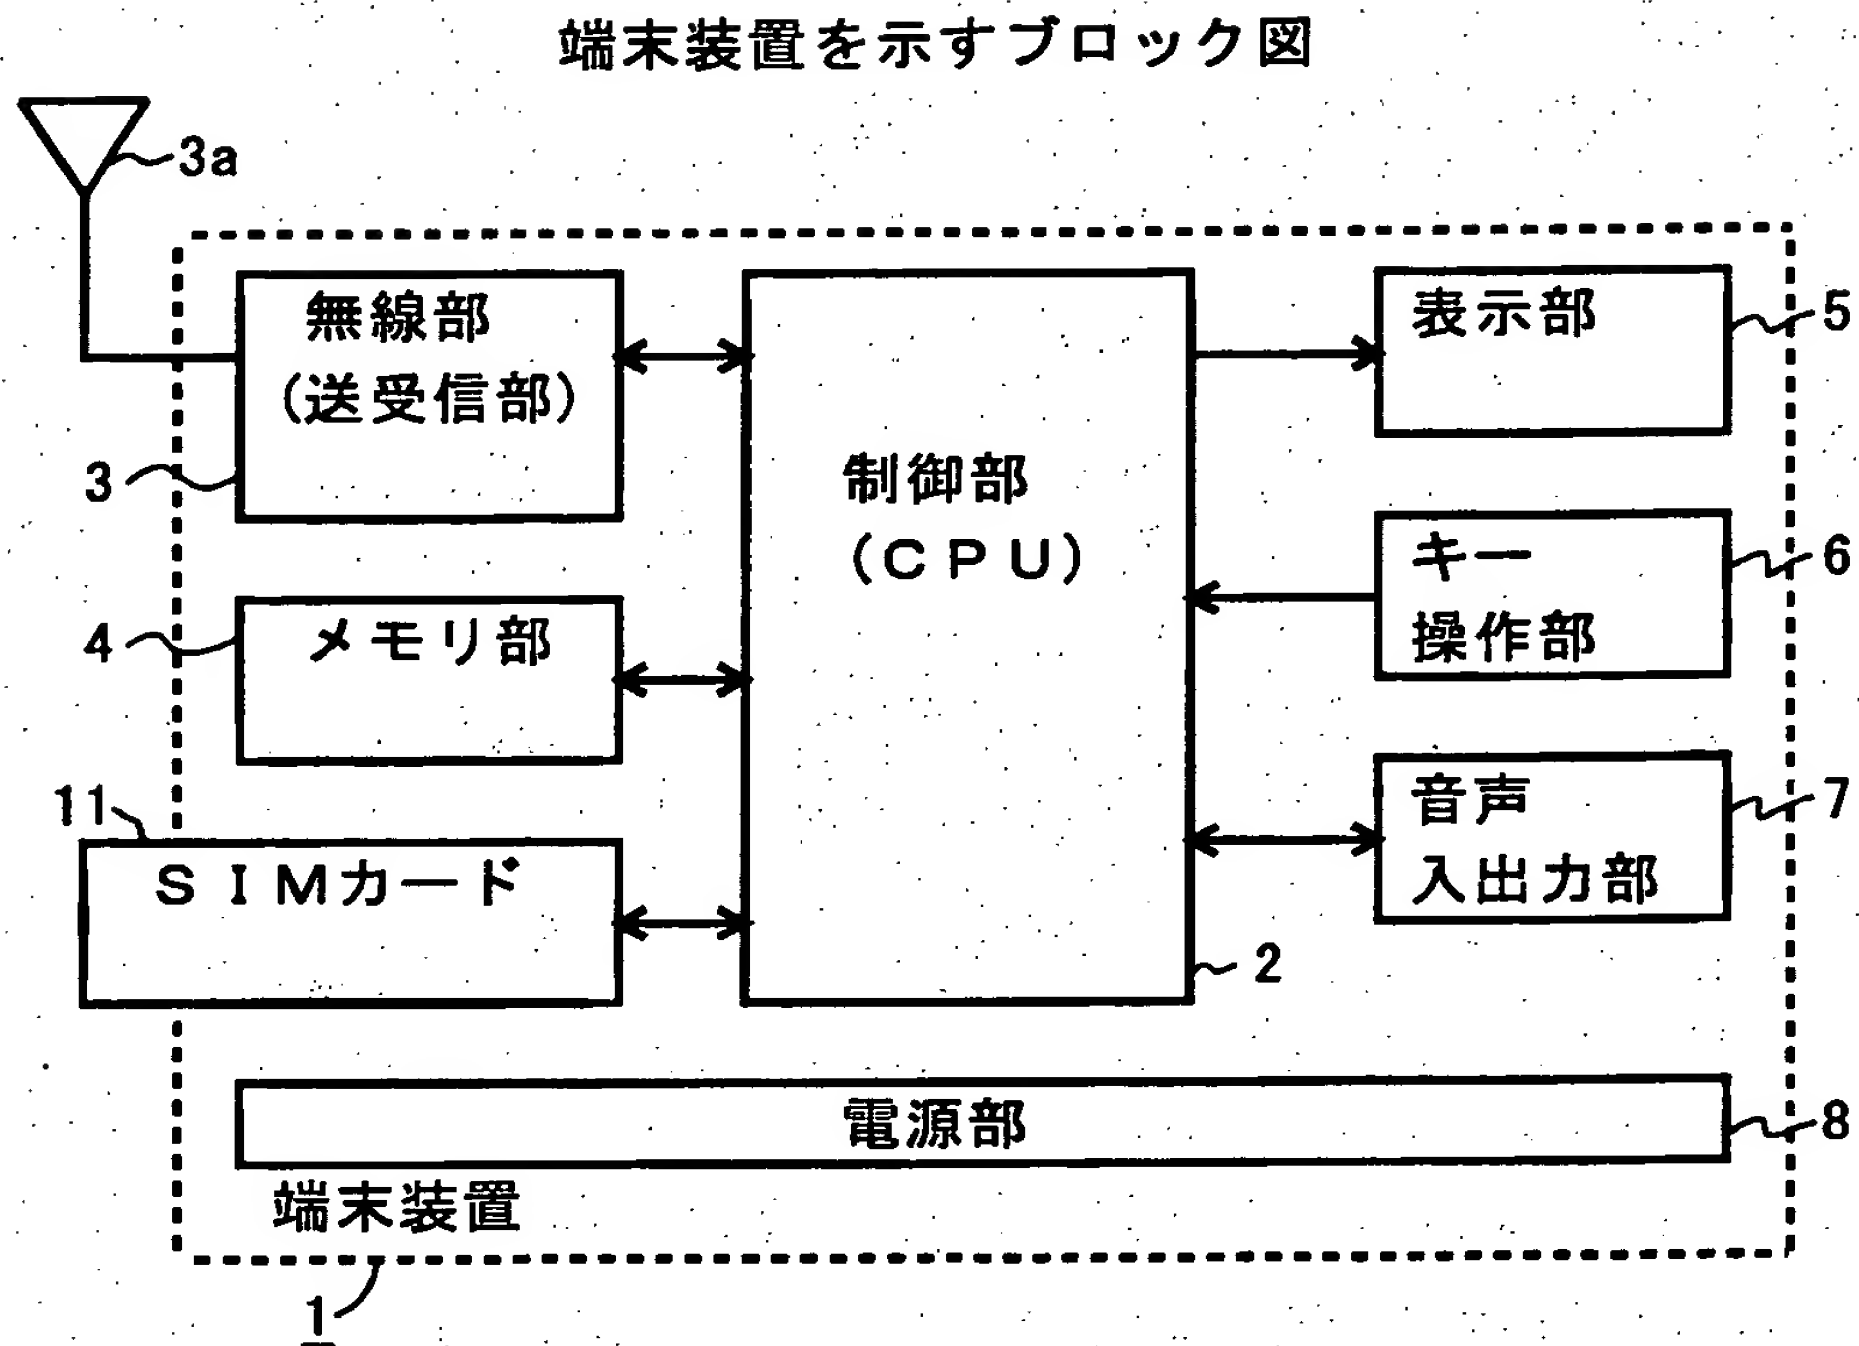 端末装置を示すブロック図
3a
無線部
(送受信部)
3
制御部
(CPU)
2
表示部
5
キー
操作部
6
メモリ部
4
音声
入出力部
7
11
SIMカード
電源部
8
端末装置
1